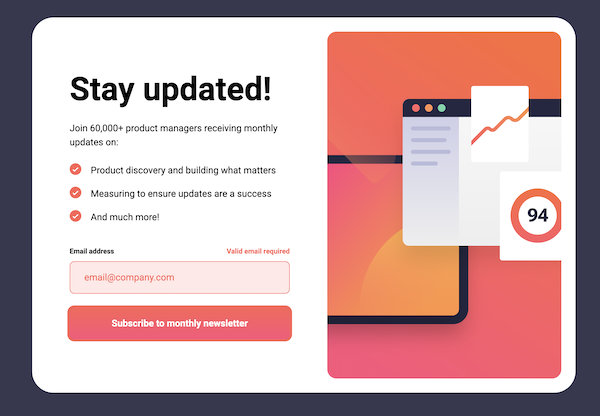 Stay updated!
Join 60,000+ product managers receiving monthly
updates on:
Product discovery and building what matters
Measuring to ensure updates are a success
And much more!
Email address Valid email required
email@company.com
Subscribe to monthly newsletter
94